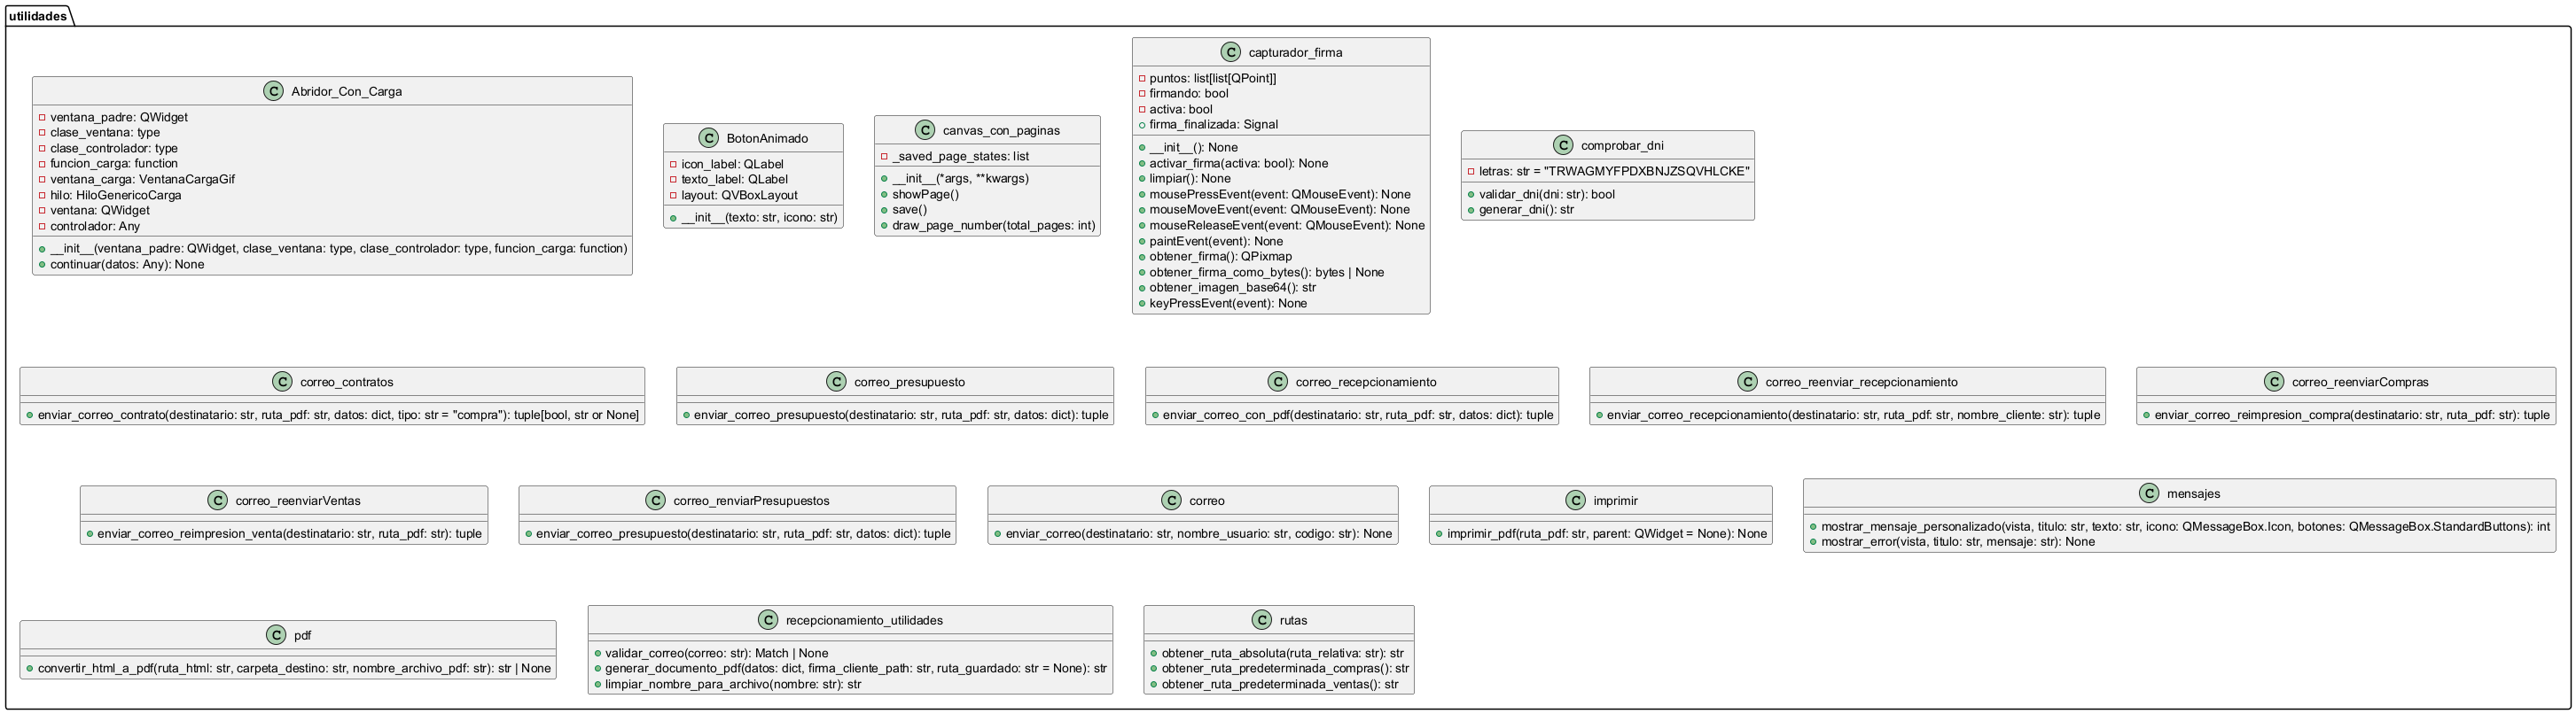 utilidades
Abridor_Con_Carga
ventana_padre: QWidget
clase_ventana: type
clase_controlador: type
funcion_carga: function
ventana_carga: VentanaCargaGif
hilo: HiloGenericoCarga
ventana: QWidget
controlador: Any
__init__(ventana_padre: QWidget, clase_ventana: type, clase_controlador: type, funcion_carga: function)
continuar(datos: Any): None
BotonAnimado
icon_label: QLabel
texto_label: QLabel
layout: QVBoxLayout
__init__(texto: str, icono: str)
canvas_con_paginas
_saved_page_states: list
__init__(*args, **kwargs)
showPage()
save()
draw_page_number(total_pages: int)
capturador_firma
puntos: list[list[QPoint]]
firmando: bool
activa: bool
firma_finalizada: Signal
__init__(): None
activar_firma(activa: bool): None
limpiar(): None
mousePressEvent(event: QMouseEvent): None
mouseMoveEvent(event: QMouseEvent): None
mouseReleaseEvent(event: QMouseEvent): None
paintEvent(event): None
obtener_firma(): QPixmap
obtener_firma_como_bytes(): bytes | None
obtener_imagen_base64(): str
keyPressEvent(event): None
comprobar_dni
letras: str = "TRWAGMYFPDXBNJZSQVHLCKE"
validar_dni(dni: str): bool
generar_dni(): str
correo_contratos
enviar_correo_contrato(destinatario: str, ruta_pdf: str, datos: dict, tipo: str = "compra"): tuple[bool, str or None]
correo_presupuesto
enviar_correo_presupuesto(destinatario: str, ruta_pdf: str, datos: dict): tuple
correo_recepcionamiento
enviar_correo_con_pdf(destinatario: str, ruta_pdf: str, datos: dict): tuple
correo_reenviar_recepcionamiento
enviar_correo_recepcionamiento(destinatario: str, ruta_pdf: str, nombre_cliente: str): tuple
correo_reenviarCompras
enviar_correo_reimpresion_compra(destinatario: str, ruta_pdf: str): tuple
correo_reenviarVentas
enviar_correo_reimpresion_venta(destinatario: str, ruta_pdf: str): tuple
correo_renviarPresupuestos
enviar_correo_presupuesto(destinatario: str, ruta_pdf: str, datos: dict): tuple
correo
enviar_correo(destinatario: str, nombre_usuario: str, codigo: str): None
imprimir
imprimir_pdf(ruta_pdf: str, parent: QWidget = None): None
mensajes
mostrar_mensaje_personalizado(vista, titulo: str, texto: str, icono: QMessageBox.Icon, botones: QMessageBox.StandardButtons): int
mostrar_error(vista, titulo: str, mensaje: str): None
pdf
convertir_html_a_pdf(ruta_html: str, carpeta_destino: str, nombre_archivo_pdf: str): str | None
recepcionamiento_utilidades
validar_correo(correo: str): Match | None
generar_documento_pdf(datos: dict, firma_cliente_path: str, ruta_guardado: str = None): str
limpiar_nombre_para_archivo(nombre: str): str
rutas
obtener_ruta_absoluta(ruta_relativa: str): str
obtener_ruta_predeterminada_compras(): str
obtener_ruta_predeterminada_ventas(): str